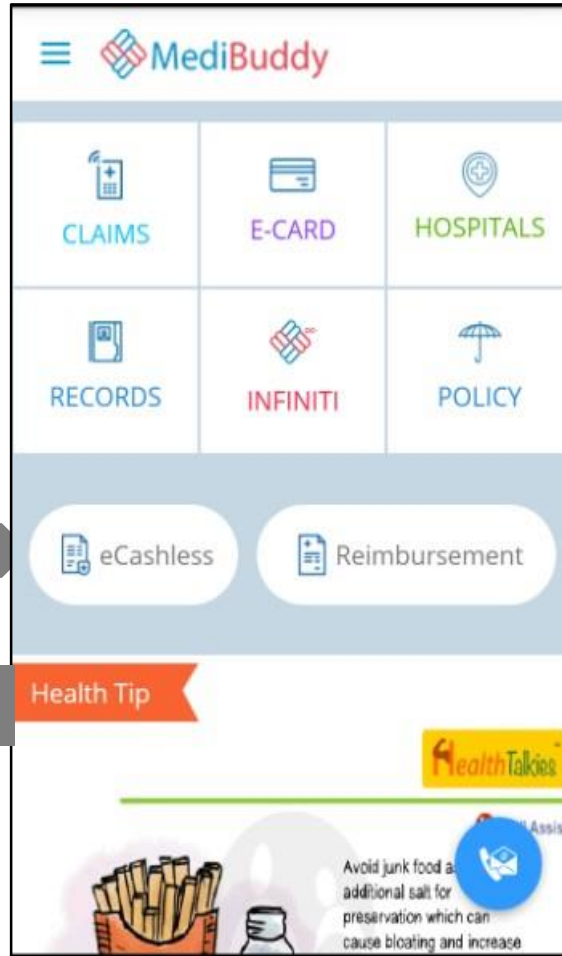 MediBuddy
CLAIMS
E-CARD
HOSPITALS
RECORDS
INFINITI
POLICY
eCashless
Reimbursement
Health Tip
HealthTalkies
Assis
Avoid junk food a
additional salt for
preservation which can
cause bloating and increase